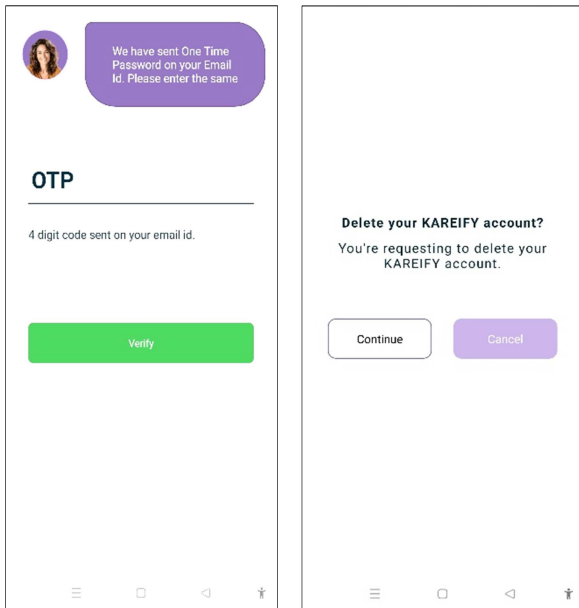 We have sent One Time
Password on your Email
Id. Please enter the same
OTP
4 digit code sent on your email id.
Verify
Delete your KAREIFY account?
You're requesting to delete your
KAREIFY account.
Continue
Cancel